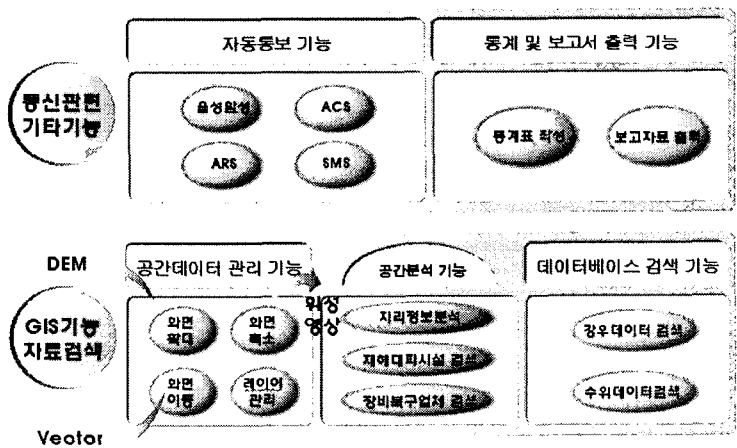 자동통보 기능
통계 및 보고서 출력 기능
통신관련
기타기능
음성합성
ACS
ARS
SMS
통계표 작성
보고자료 출력
DEM
공간데이터 관리 기능
공간분석 기능
데이터베이스 검색 기능
위성
영상
GIS기능
자료검색
화면
확대
화면
축소
화면
이동
레이어
관리
지리정보분석
재해대피시설 검색
장비복구업체 검색
강우데이터 검색
수위데이터검색
Vector